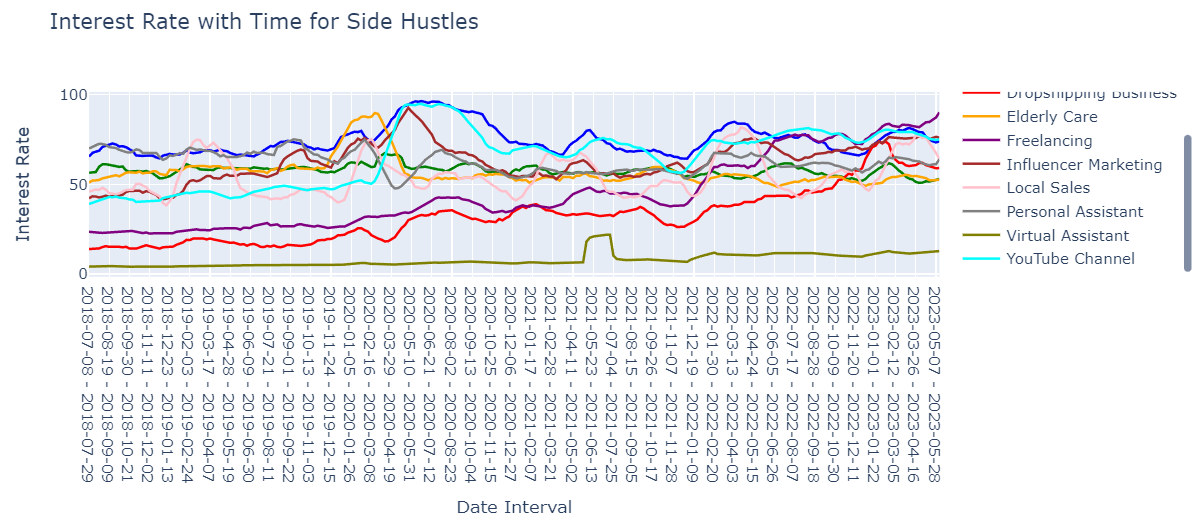 Interest Rate with Time for Side Hustles
Interest Rate
100
50
0
Dropshipping Business
Elderly Care
Freelancing
Influencer Marketing
Local Sales
Personal Assistant
Virtual Assistant
YouTube Channel
2018-07-08 - 2018-07-29
2018-08-19 - 2018-09-09
2018-09-30 - 2018-10-21
2018-11-11 - 2018-12-02
2018-12-23 - 2019-01-13
2019-02-03 - 2019-02-24
2019-03-17 - 2019-04-07
2019-04-28 - 2019-05-19
2019-06-09 - 2019-06-30
2019-07-21 - 2019-08-11
2019-09-01 - 2019-09-22
2019-10-13 - 2019-11-03
2019-11-24 - 2019-12-15
2020-01-05 - 2020-01-26
2020-02-16 - 2020-03-08
2020-03-29 - 2020-04-19
2020-05-10 - 2020-05-31
2020-06-21 - 2020-07-12
2020-08-02 - 2020-08-23
2020-09-13 - 2020-10-04
2020-10-25 - 2020-11-15
2020-12-06 - 2020-12-27
2021-01-17 - 2021-02-07
2021-02-28 - 2021-03-21
2021-04-11 - 2021-05-02
2021-05-23 - 2021-06-13
2021-07-04 - 2021-07-25
2021-08-15 - 2021-09-05
2021-09-26 - 2021-10-17
2021-11-07 - 2021-11-28
2021-12-19 - 2022-01-09
2022-01-30 - 2022-02-20
2022-03-13 - 2022-04-03
2022-04-24 - 2022-05-15
2022-06-05 - 2022-06-26
2022-07-17 - 2022-08-07
2022-08-28 - 2022-09-18
2022-10-09 - 2022-10-30
2022-11-20 - 2022-12-11
2023-01-01 - 2023-01-22
2023-02-12 - 2023-03-05
2023-03-26 - 2023-04-16
2023-05-07 - 2023-05-28
Date Interval